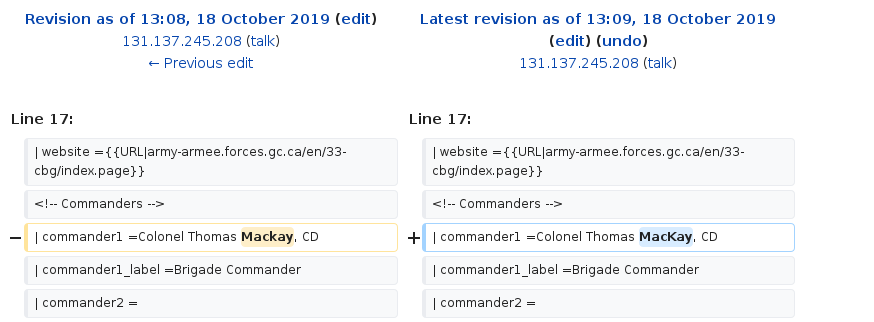 Revision as of 13:08, 18 October 2019 (edit)
131.137.245.208 (talk)
← Previous edit
Latest revision as of 13:09, 18 October 2019
(edit) (undo)
131.137.245.208 (talk)
Line 17:
| website ={{URL|army-armee.forces.gc.ca/en/33-
cbg/index.page}}
<!-- Commanders -->
− | commander1 =Colonel Thomas Mackay, CD
| commander1_label =Brigade Commander
| commander2 =
Line 17:
| website ={{URL|army-armee.forces.gc.ca/en/33-
cbg/index.page}}
<!-- Commanders -->
+ | commander1 =Colonel Thomas MacKay, CD
| commander1_label =Brigade Commander
| commander2 =